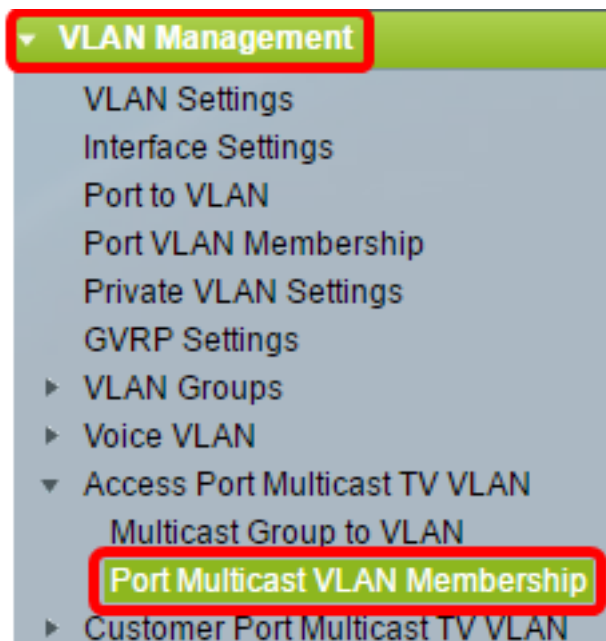 VLAN Management
VLAN Settings
Interface Settings
Port to VLAN
Port VLAN Membership
Private VLAN Settings
GVRP Settings
VLAN Groups
Voice VLAN
Access Port Multicast TV VLAN
Multicast Group to VLAN
Port Multicast VLAN Membership
Customer Port Multicast TV VLAN